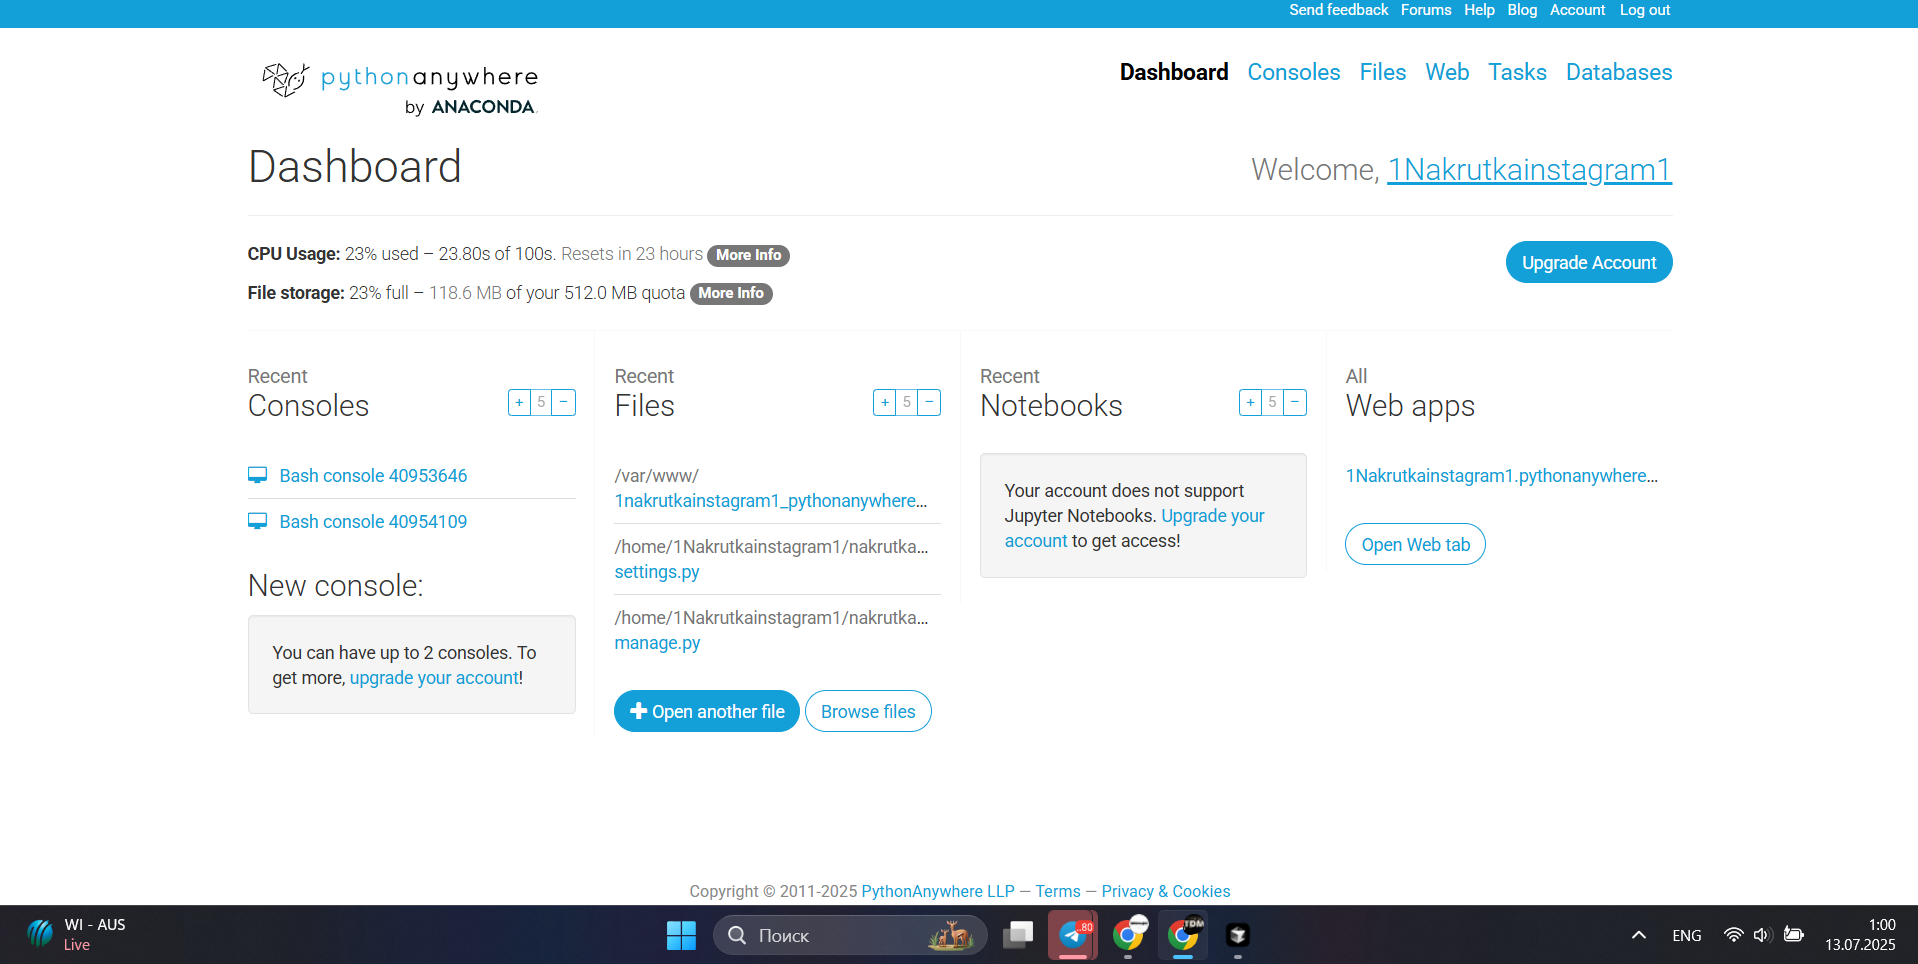 Send feedback Forums Help Blog Account Log out
pythonanywhere
by ANACONDA
Dashboard Consoles Files Web Tasks Databases
Dashboard
Welcome, 1Nakrutkainstagram1
CPU Usage: 23% used – 23.80s of 100s. Resets in 23 hours More Info
Upgrade Account
File storage: 23% full – 118.6 MB of your 512.0 MB quota More Info
Recent
Consoles
+ 5 −
Bash console 40953646
Bash console 40954109
New console:
You can have up to 2 consoles. To
get more, upgrade your account!
Recent
Files
+ 5 −
/var/www/
1nakrutkainstagram1_pythonanywhere...
/home/1Nakrutkainstagram1/nakrutka...
settings.py
/home/1Nakrutkainstagram1/nakrutka...
manage.py
Open another file Browse files
Recent
Notebooks
+ 5 −
Your account does not support
Jupyter Notebooks. Upgrade your
account to get access!
All
Web apps
1Nakrutkainstagram1.pythonanywhere...
Open Web tab
Copyright © 2011-2025 PythonAnywhere LLP — Terms — Privacy & Cookies
WI - AUS
Live
Поиск
..80
TDM
ENG
1:00
13.07.2025